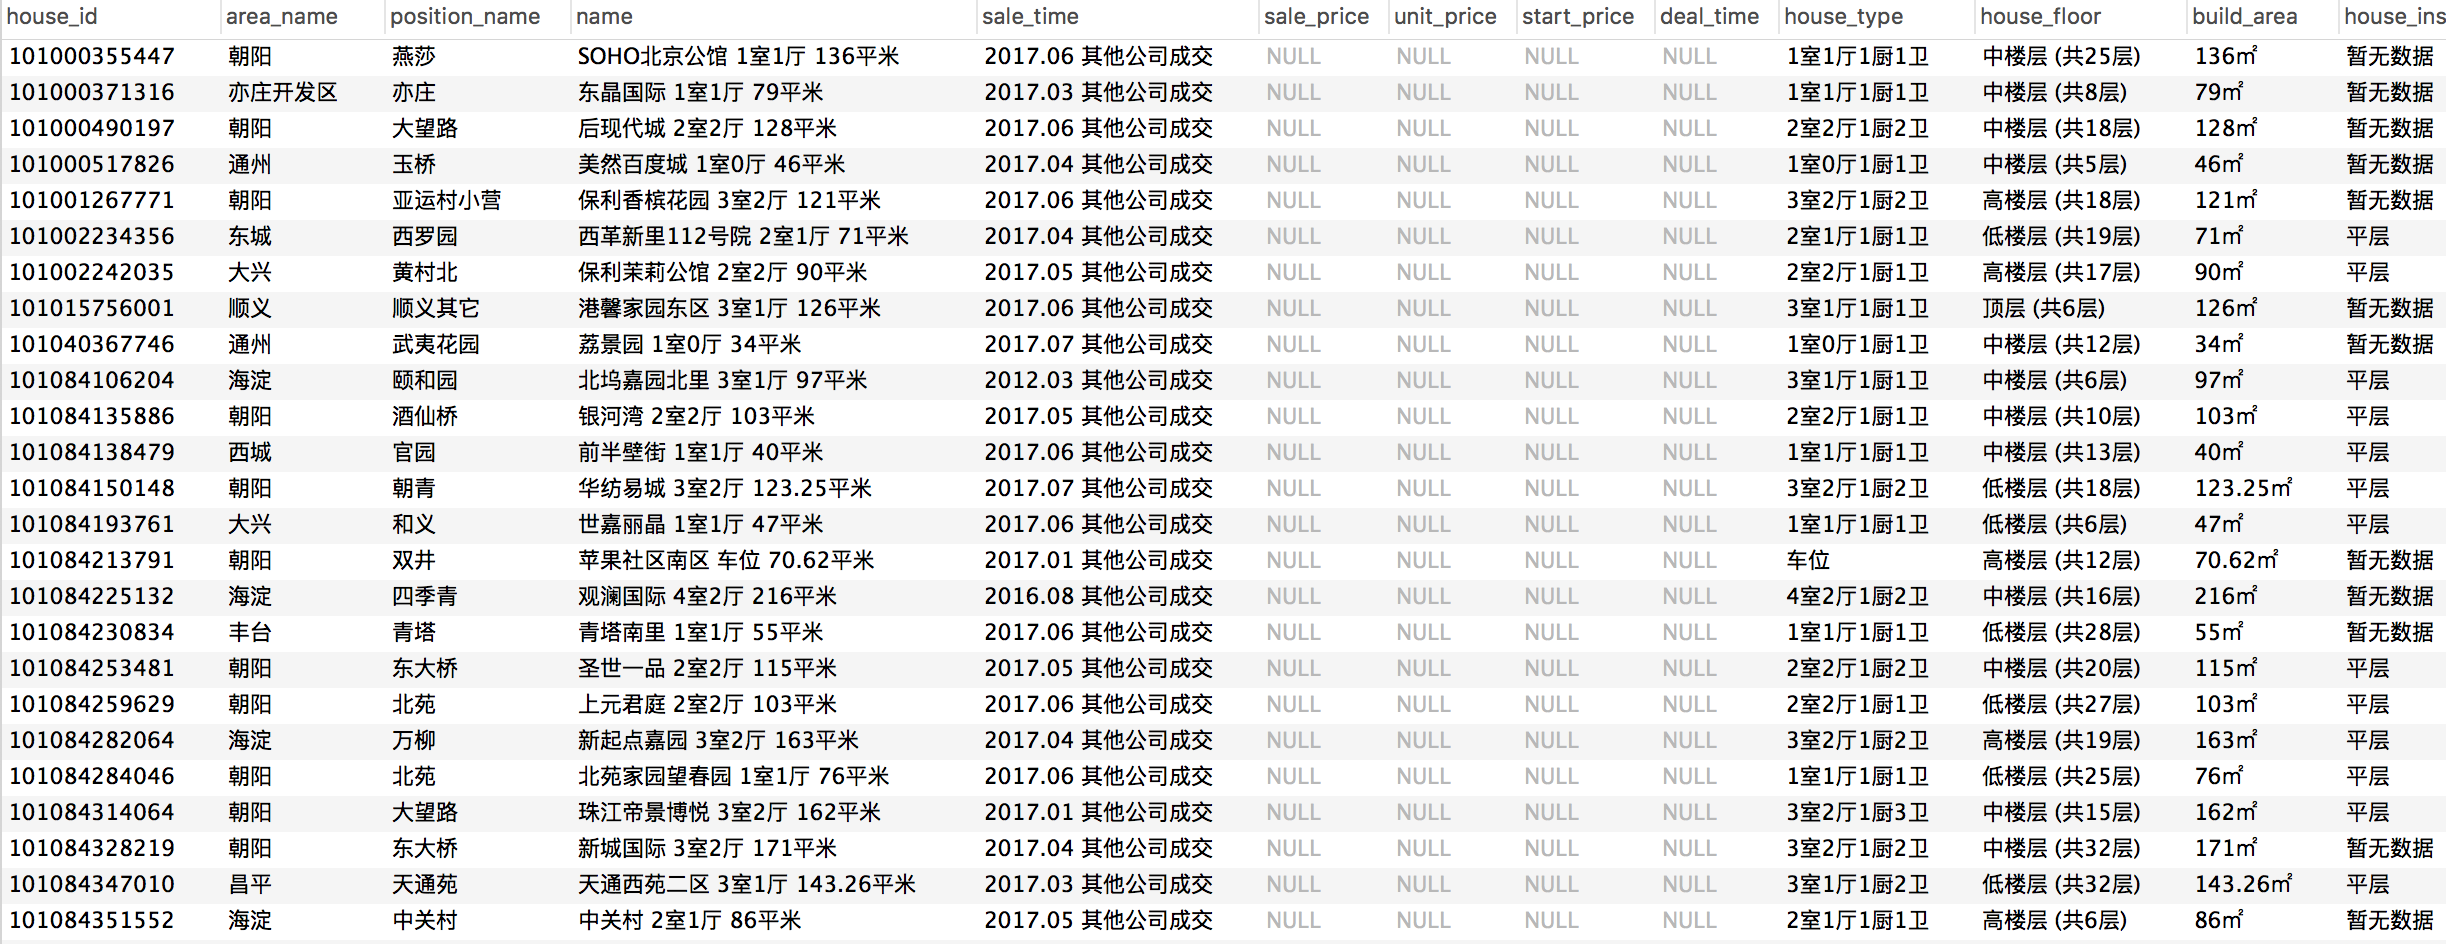 house_id area_name position_name name sale_time sale_price unit_price start_price deal_time house_type house_floor build_area house_ins
101000355447 朝阳 燕莎 SOHO北京公馆 1室1厅 136平米 2017.06 其他公司成交 NULL NULL NULL NULL 1室1厅1厨1卫 中楼层 (共25层) 136㎡ 暂无数据
101000371316 亦庄开发区 亦庄 东晶国际 1室1厅 79平米 2017.03 其他公司成交 NULL NULL NULL NULL 1室1厅1厨1卫 中楼层 (共8层) 79㎡ 暂无数据
101000490197 朝阳 大望路 后现代城 2室2厅 128平米 2017.06 其他公司成交 NULL NULL NULL NULL 2室2厅1厨2卫 中楼层 (共18层) 128㎡ 暂无数据
101000517826 通州 玉桥 美然百度城 1室0厅 46平米 2017.04 其他公司成交 NULL NULL NULL NULL 1室0厅1厨1卫 中楼层 (共5层) 46㎡ 暂无数据
101001267771 朝阳 亚运村小营 保利香槟花园 3室2厅 121平米 2017.06 其他公司成交 NULL NULL NULL NULL 3室2厅1厨2卫 高楼层 (共18层) 121㎡ 暂无数据
101002234356 东城 西罗园 西革新里112号院 2室1厅 71平米 2017.04 其他公司成交 NULL NULL NULL NULL 2室1厅1厨1卫 低楼层 (共19层) 71㎡ 平层
101002242035 大兴 黄村北 保利茉莉公馆 2室2厅 90平米 2017.05 其他公司成交 NULL NULL NULL NULL 2室2厅1厨1卫 高楼层 (共17层) 90㎡ 平层
101015756001 顺义 顺义其它 港馨家园东区 3室1厅 126平米 2017.06 其他公司成交 NULL NULL NULL NULL 3室1厅1厨1卫 顶层 (共6层) 126㎡ 暂无数据
101040367746 通州 武夷花园 荔景园 1室0厅 34平米 2017.07 其他公司成交 NULL NULL NULL NULL 1室0厅1厨1卫 中楼层 (共12层) 34㎡ 暂无数据
101084106204 海淀 颐和园 北坞嘉园北里 3室1厅 97平米 2012.03 其他公司成交 NULL NULL NULL NULL 3室1厅1厨1卫 中楼层 (共6层) 97㎡ 平层
101084135886 朝阳 酒仙桥 银河湾 2室2厅 103平米 2017.05 其他公司成交 NULL NULL NULL NULL 2室2厅1厨1卫 中楼层 (共10层) 103㎡ 平层
101084138479 西城 官园 前半壁街 1室1厅 40平米 2017.06 其他公司成交 NULL NULL NULL NULL 1室1厅1厨1卫 中楼层 (共13层) 40㎡ 平层
101084150148 朝阳 朝青 华纺易城 3室2厅 123.25平米 2017.07 其他公司成交 NULL NULL NULL NULL 3室2厅1厨2卫 低楼层 (共18层) 123.25㎡ 平层
101084193761 大兴 和义 世嘉丽晶 1室1厅 47平米 2017.06 其他公司成交 NULL NULL NULL NULL 1室1厅1厨1卫 低楼层 (共6层) 47㎡ 平层
101084213791 朝阳 双井 苹果社区南区 车位 70.62平米 2017.01 其他公司成交 NULL NULL NULL NULL 车位 高楼层 (共12层) 70.62㎡ 暂无数据
101084225132 海淀 四季青 观澜国际 4室2厅 216平米 2016.08 其他公司成交 NULL NULL NULL NULL 4室2厅1厨2卫 中楼层 (共16层) 216㎡ 暂无数据
101084230834 丰台 青塔 青塔南里 1室1厅 55平米 2017.06 其他公司成交 NULL NULL NULL NULL 1室1厅1厨1卫 低楼层 (共28层) 55㎡ 暂无数据
101084253481 朝阳 东大桥 圣世一品 2室2厅 115平米 2017.05 其他公司成交 NULL NULL NULL NULL 2室2厅1厨2卫 中楼层 (共20层) 115㎡ 平层
101084259629 朝阳 北苑 上元君庭 2室2厅 103平米 2017.06 其他公司成交 NULL NULL NULL NULL 2室2厅1厨1卫 低楼层 (共27层) 103㎡ 平层
101084282064 海淀 万柳 新起点嘉园 3室2厅 163平米 2017.04 其他公司成交 NULL NULL NULL NULL 3室2厅1厨2卫 高楼层 (共19层) 163㎡ 平层
101084284046 朝阳 北苑 北苑家园望春园 1室1厅 76平米 2017.06 其他公司成交 NULL NULL NULL NULL 1室1厅1厨1卫 低楼层 (共25层) 76㎡ 平层
101084314064 朝阳 大望路 珠江帝景博悦 3室2厅 162平米 2017.01 其他公司成交 NULL NULL NULL NULL 3室2厅1厨3卫 中楼层 (共15层) 162㎡ 平层
101084328219 朝阳 东大桥 新城国际 3室2厅 171平米 2017.04 其他公司成交 NULL NULL NULL NULL 3室2厅1厨2卫 中楼层 (共32层) 171㎡ 暂无数据
101084347010 昌平 天通苑 天通西苑二区 3室1厅 143.26平米 2017.03 其他公司成交 NULL NULL NULL NULL 3室1厅1厨2卫 低楼层 (共32层) 143.26㎡ 平层
101084351552 海淀 中关村 中关村 2室1厅 86平米 2017.05 其他公司成交 NULL NULL NULL NULL 2室1厅1厨1卫 高楼层 (共6层) 86㎡ 暂无数据